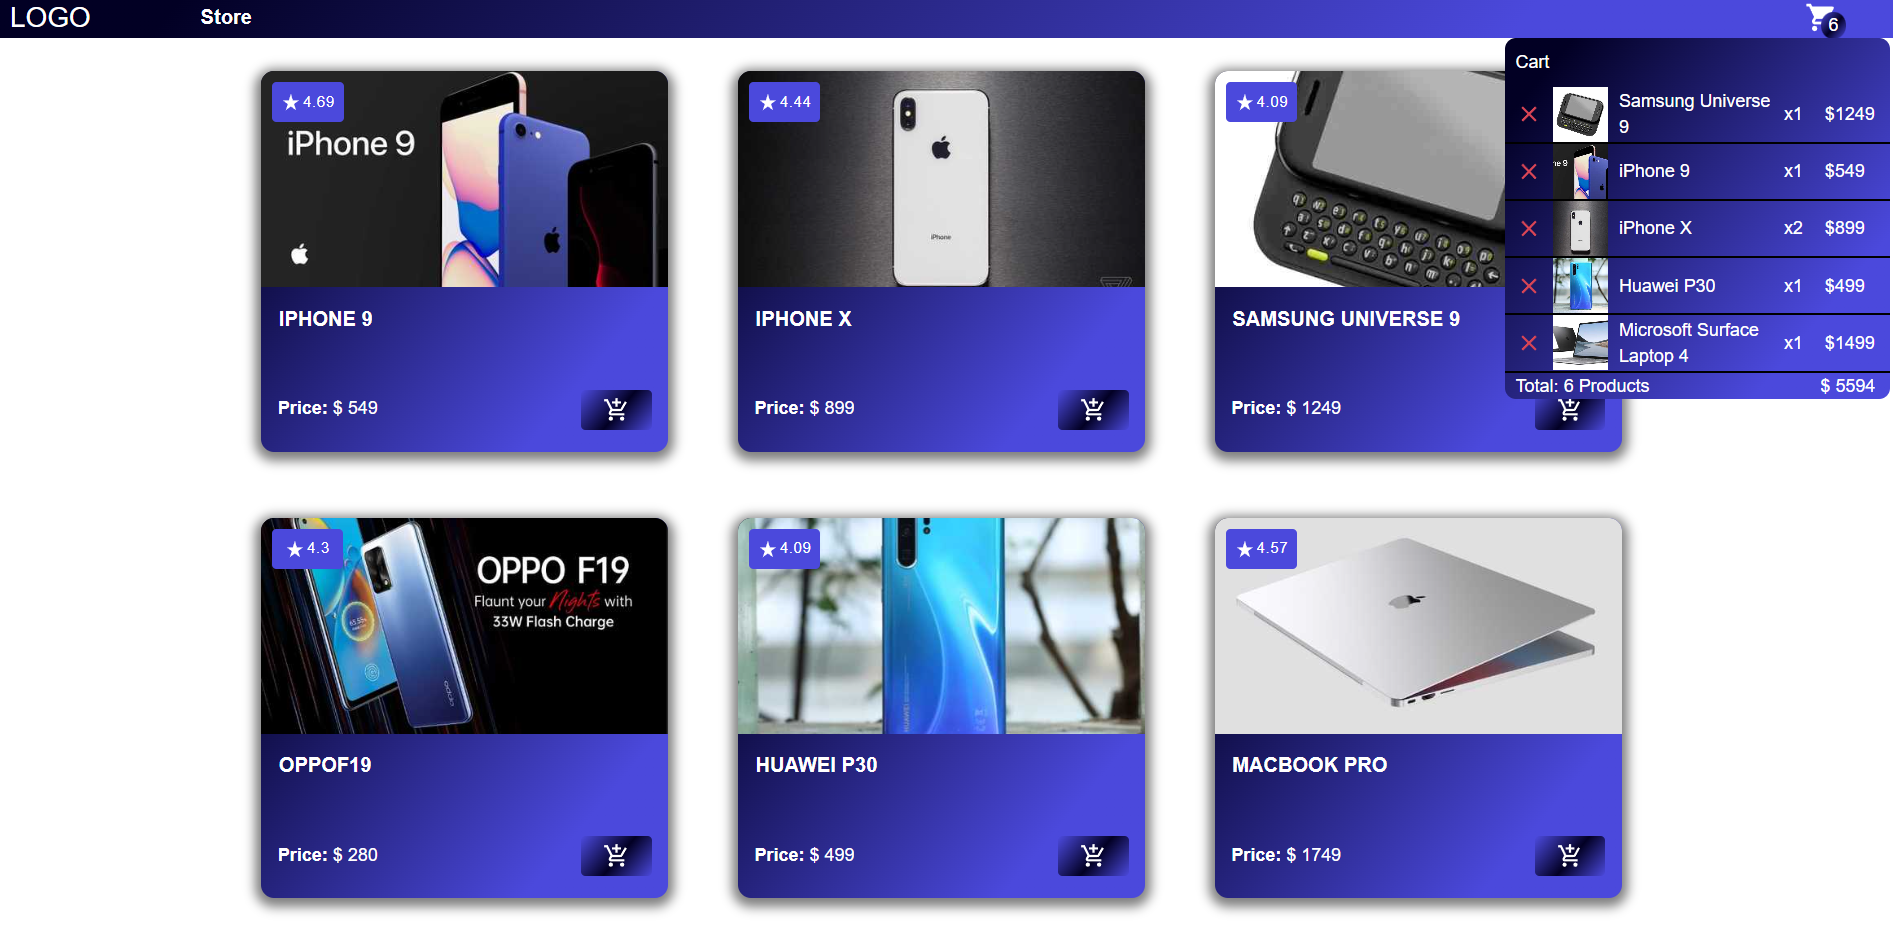 LOGO
Store
6
Cart
Samsung Universe
9
x1
$1249
iPhone 9
x1
$549
iPhone X
x2
$899
Huawei P30
x1
$499
Microsoft Surface
Laptop 4
x1
$1499
Total: 6 Products
$ 5594
4.69
iPhone 9
IPHONE 9
Price: $ 549
4.44
iPhone
IPHONE X
Price: $ 899
4.09
SAMSUNG UNIVERSE 9
Price: $ 1249
4.3
OPPO F19
Flaunt your Nights with
33W Flash Charge
oppo
OPPOF19
Price: $ 280
4.09
HUAWEI
HUAWEI P30
Price: $ 499
4.57
MACBOOK PRO
Price: $ 1749